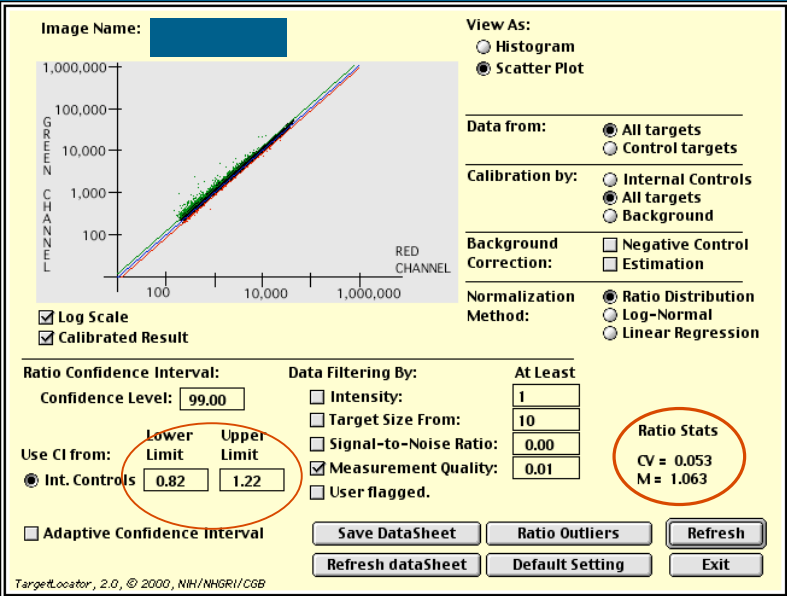 Image Name:
View As:
Histogram
Scatter Plot
1,000,000
100,000
10,000
1,000
100
GREEN CHANNEL
RED
CHANNEL
100
10,000
1,000,000
Log Scale
Calibrated Result
Data from:
All targets
Control targets
Calibration by:
Internal Controls
All targets
Background
Background
Correction:
Negative Control
Estimation
Normalization
Method:
Ratio Distribution
Log-Normal
Linear Regression
Ratio Confidence Interval:
Confidence Level: 99.00
Lower Upper
Use CI from: Limit Limit
Int. Controls 0.82 1.22
Adaptive Confidence Interval
Data Filtering By: At Least
Intensity: 1
Target Size From: 10
Signal-to-Noise Ratio: 0.00
Measurement Quality: 0.01
User flagged.
Ratio Stats
CV = 0.053
M = 1.063
Save DataSheet Ratio Outliers Refresh
Refresh dataSheet Default Setting Exit
TargetLocator, 2.0, © 2000, NIH/NHGRI/CGB